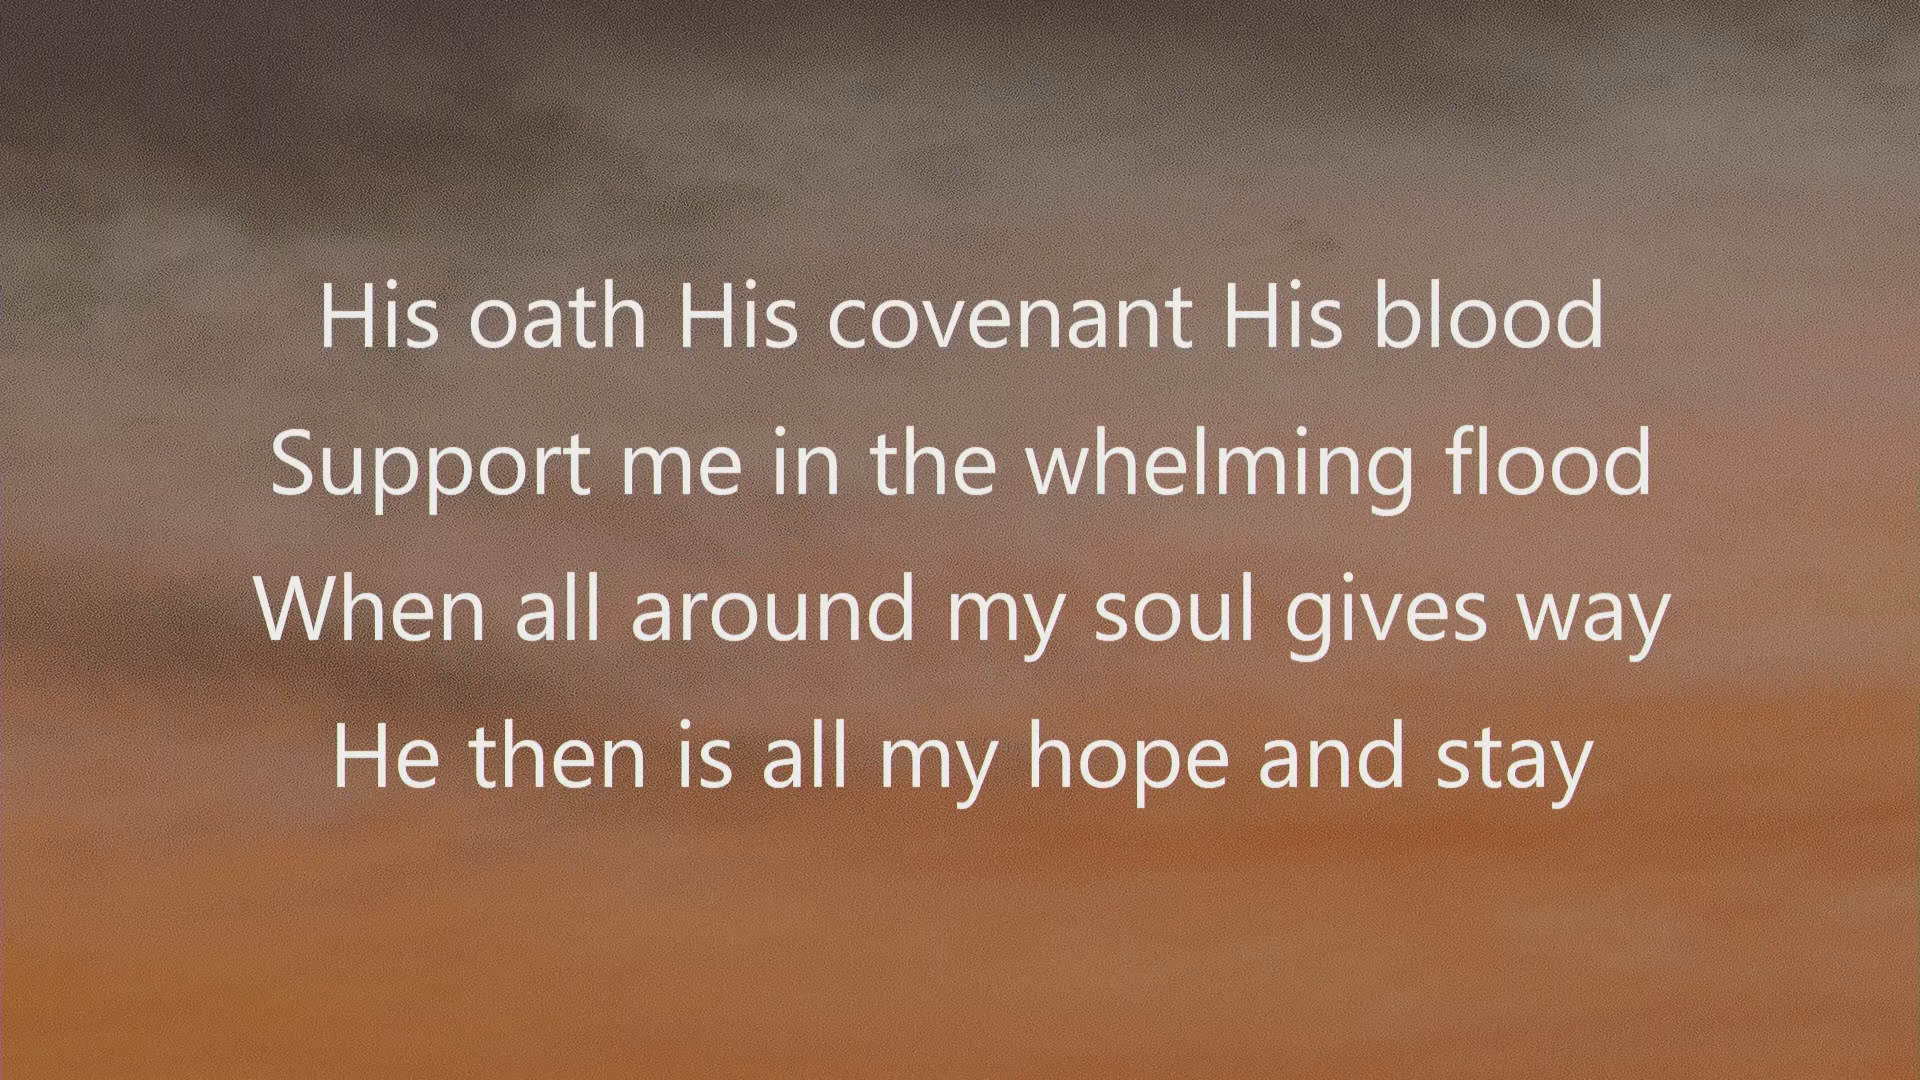 His oath His covenant His blood
Support me in the whelming flood
When all around my soul gives way
He then is all my hope and stay